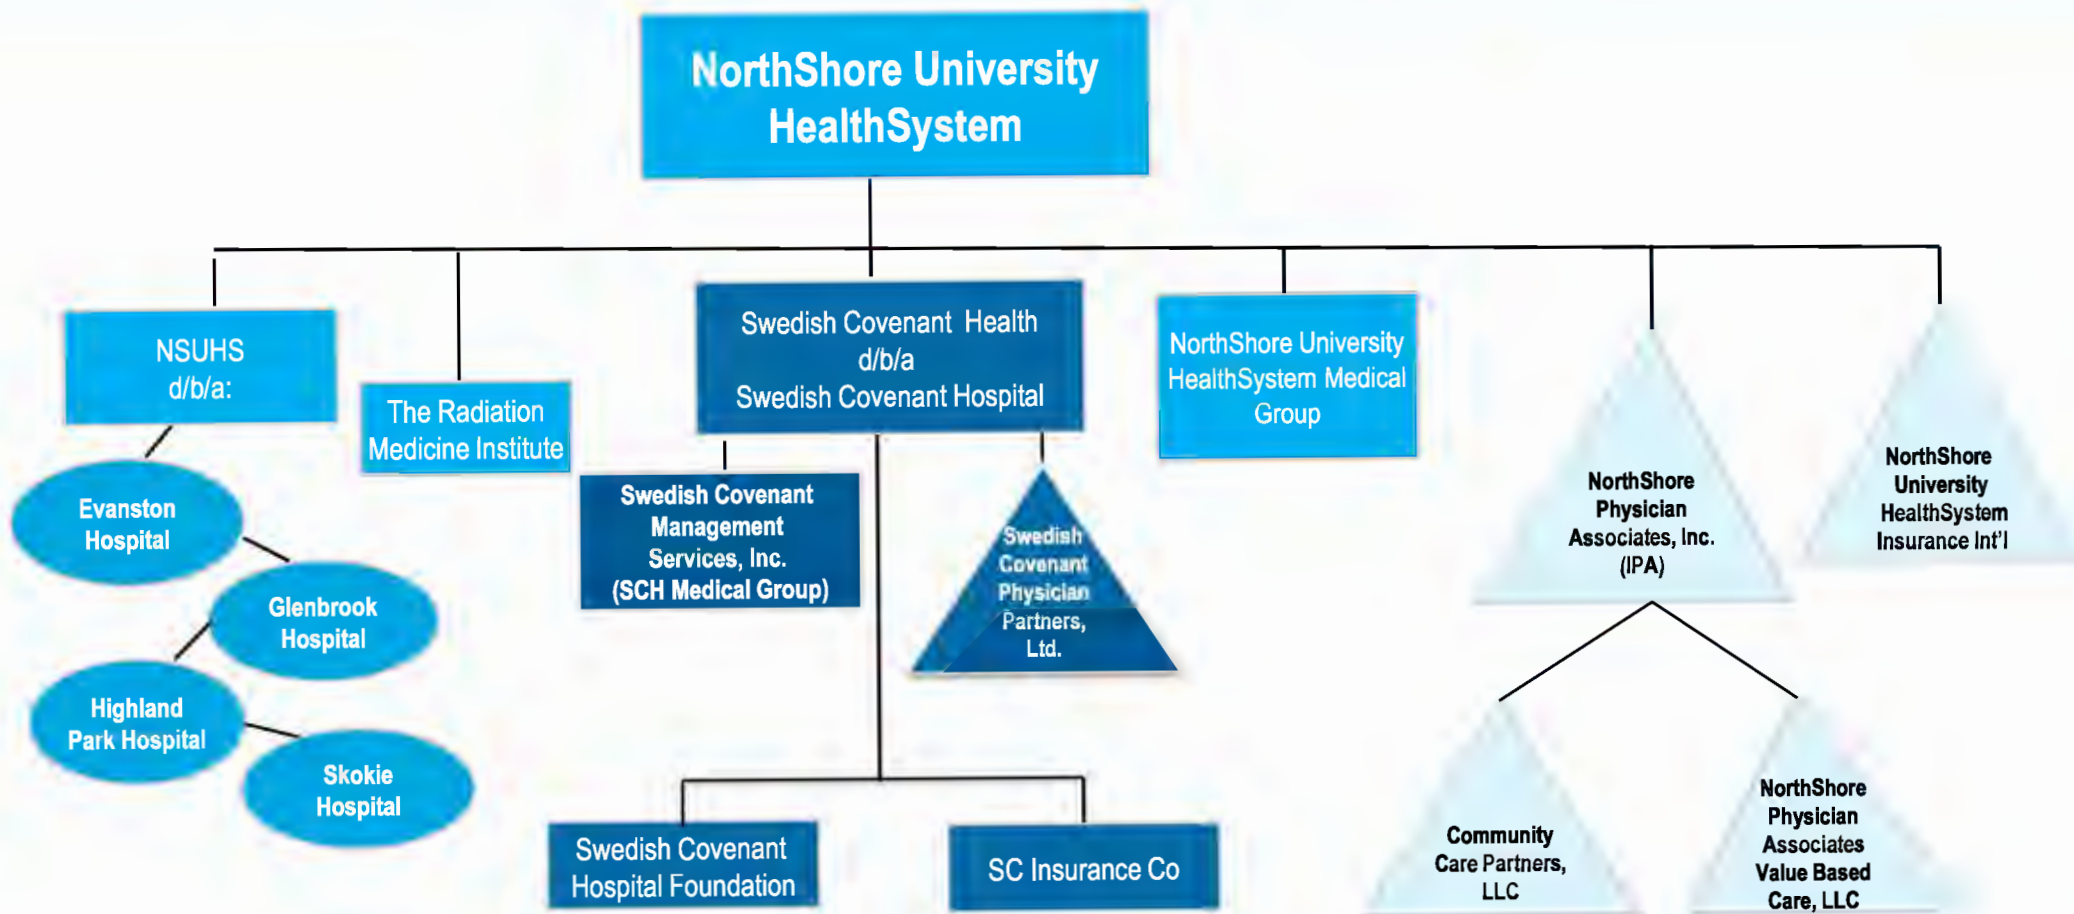 NorthShore University
HealthSystem
NSUHS
d/b/a:
Evanston
Hospital
Glenbrook
Hospital
Highland
Park Hospital
Skokie
Hospital
The Radiation
Medicine Institute
Swedish Covenant Health
d/b/a
Swedish Covenant Hospital
Swedish Covenant
Management
Services, Inc.
(SCH Medical Group)
Swedish
Covenant
Physician
Partners,
Ltd.
Swedish Covenant
Hospital Foundation
SC Insurance Co
NorthShore University
HealthSystem Medical
Group
NorthShore
Physician
Associates, Inc.
(IPA)
Community
Care Partners,
LLC
NorthShore
Physician
Associates
Value Based
Care, LLC
NorthShore
University
HealthSystem
Insurance Int'l